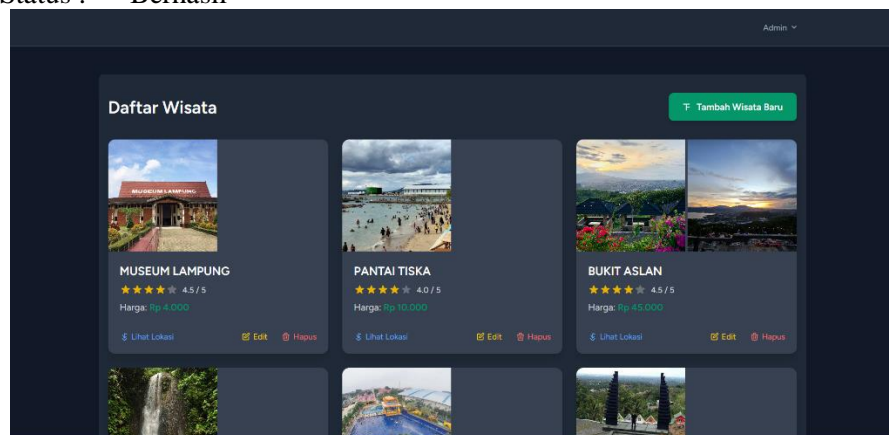 Status : Berhasil
Admin
Daftar Wisata
Tambah Wisata Baru
MUSEUM LAMPUNG
MUSEUM LAMPUNG
4.5 / 5
Harga: Rp 4.000
Lihat Lokasi Edit Hapus
PANTAI TISKA
4.0 / 5
Harga: Rp 10.000
Lihat Lokasi Edit Hapus
BUKIT ASLAN
4.5 / 5
Harga: Rp 45.000
Lihat Lokasi Edit Hapus